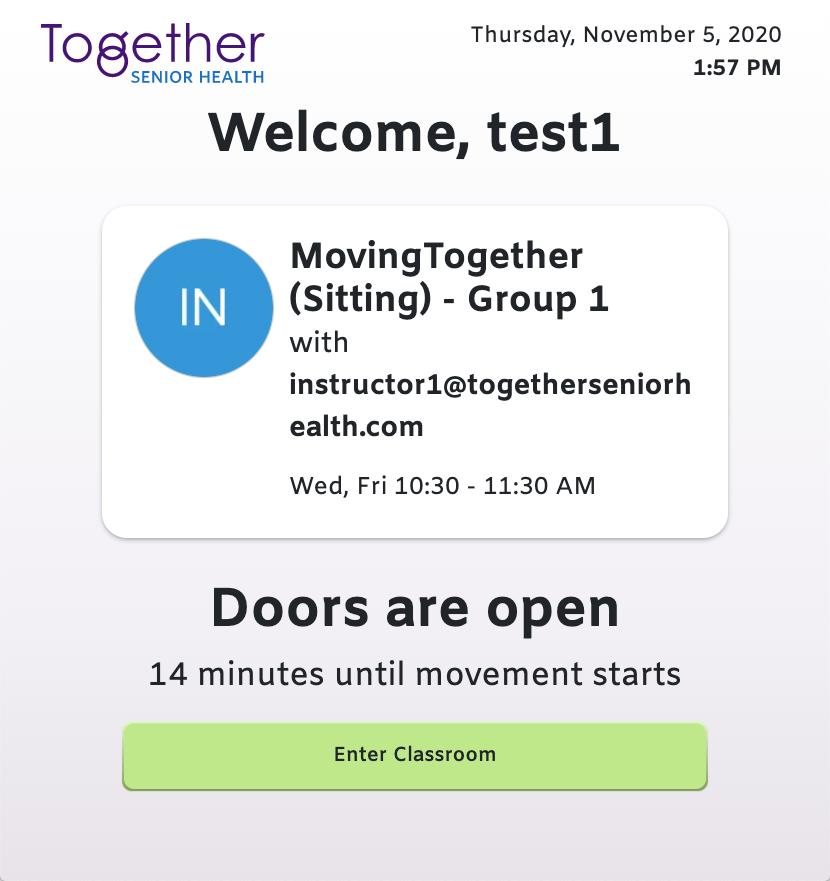 Together
SENIOR HEALTH
Thursday, November 5, 2020
1:57 PM
Welcome, test1
IN
MovingTogether
(Sitting) - Group 1
with
instructor1@togetherseniorh
ealth.com
Wed, Fri 10:30 - 11:30 AM
Doors are open
14 minutes until movement starts
Enter Classroom